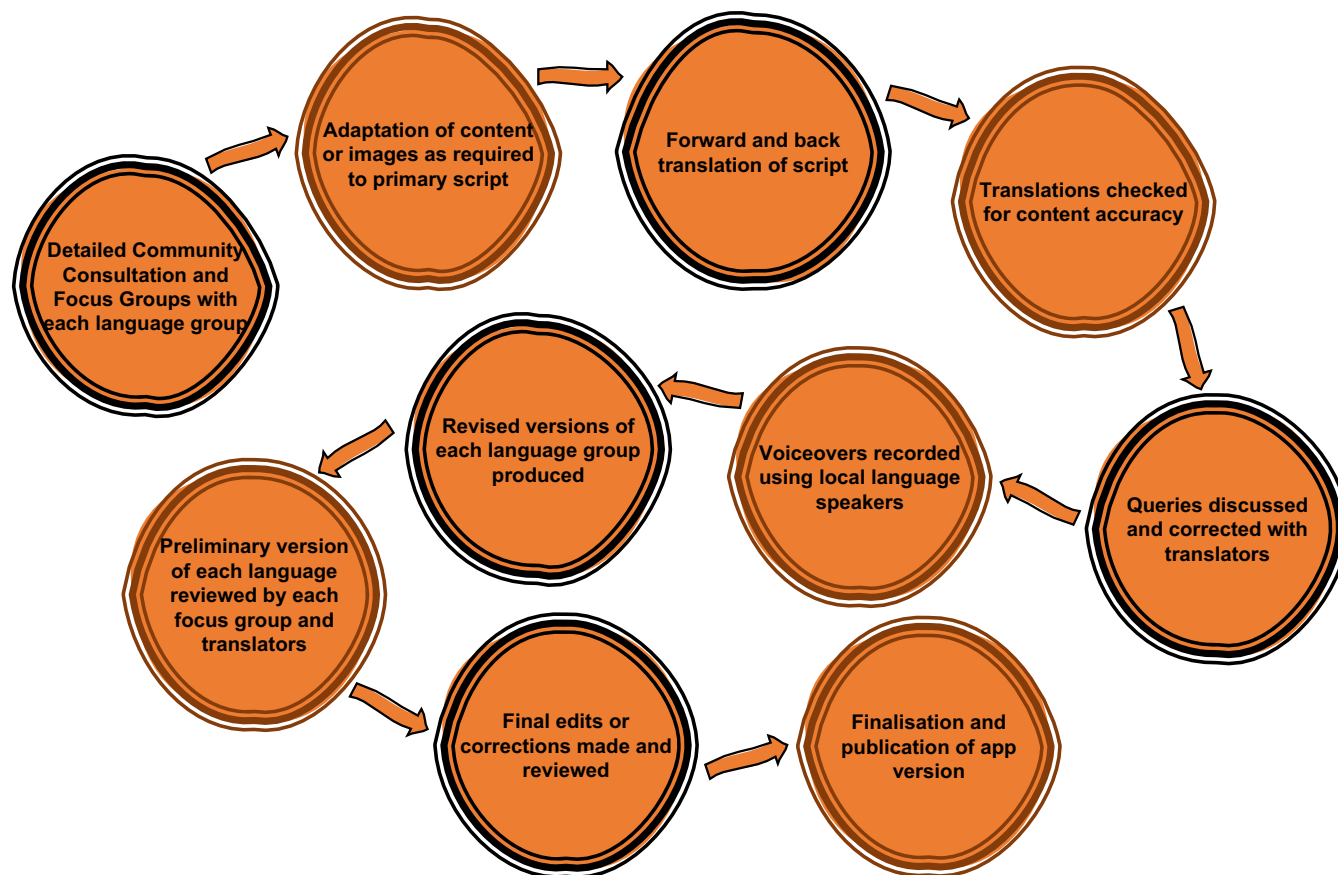 Detailed Community
Consultation and
Focus Groups with
each language group
Adaptation of content
or images as required
to primary script
Forward and back
translation of script
Translations checked
for content accuracy
Queries discussed
and corrected with
translators
Voiceovers recorded
using local language
speakers
Revised versions of
each language group
produced
Preliminary version
of each language
reviewed by each
focus group and
translators
Final edits or
corrections made and
reviewed
Finalisation and
publication of app
version